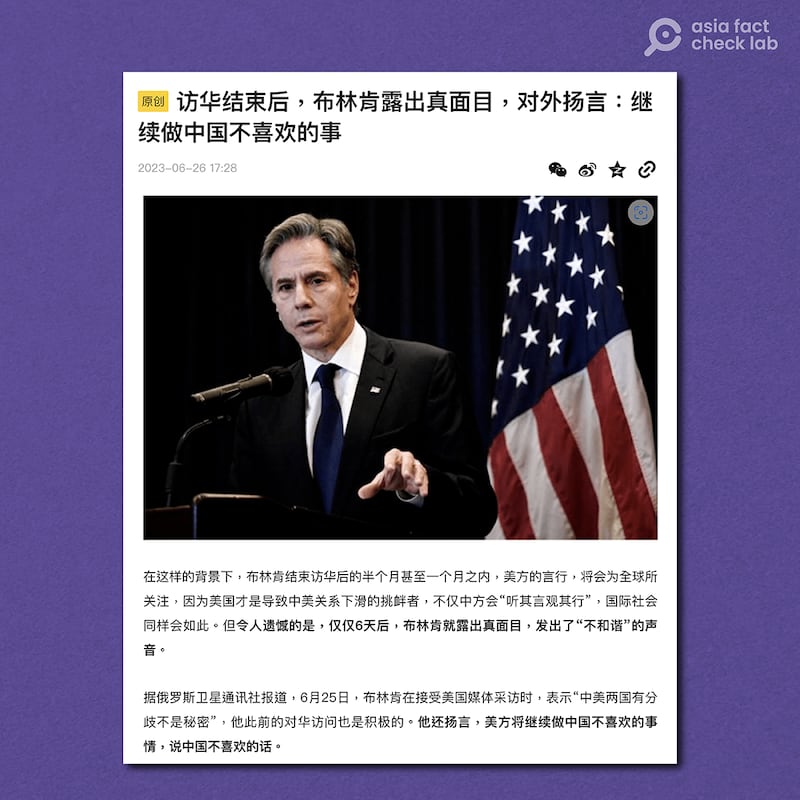 asia fact
check lab
原创 访华结束后，布林肯露出真面目，对外扬言：继
续做中国不喜欢的事
2023-06-26 17:28
在这样的背景下，布林肯结束访华后的半个月甚至一个月之内，美方的言行，将会为全球所
关注，因为美国才是导致中美关系下滑的挑衅者，不仅中方会“听其言观其行”，国际社会
同样会如此。但令人遗憾的是，仅仅6天后，布林肯就露出真面目，发出了“不和谐”的声
音。
据俄罗斯卫星通讯社报道，6月25日，布林肯在接受美国媒体采访时，表示“中美两国有分
歧不是秘密”，他此前的对华访问也是积极的。他还扬言，美方将继续做中国不喜欢的事
情，说中国不喜欢的话。